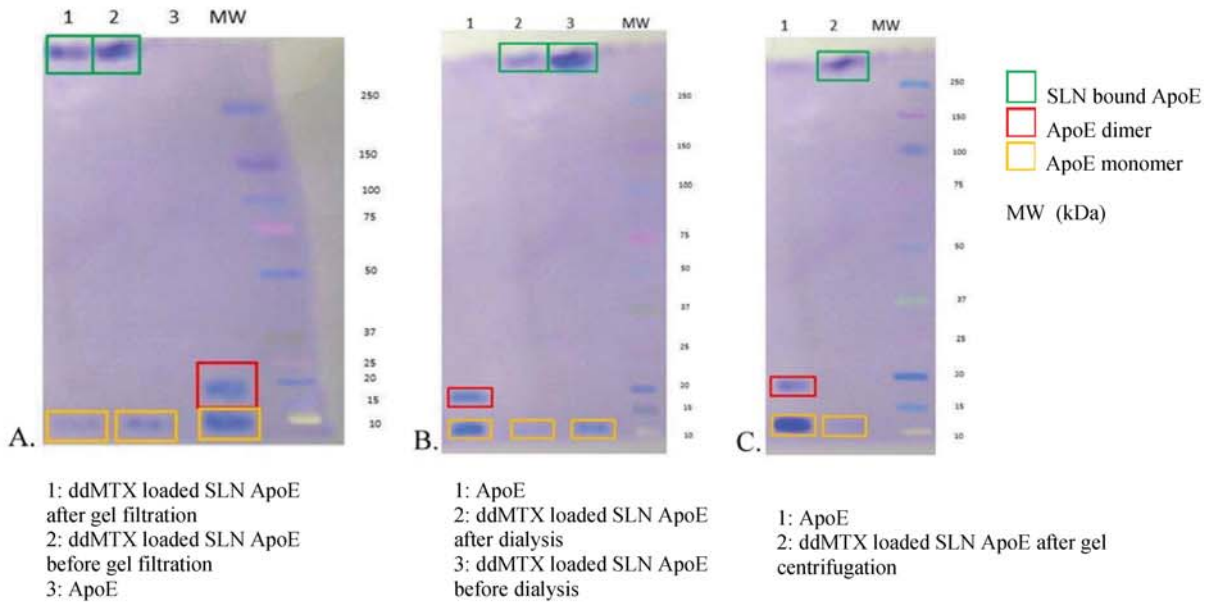 1 2 3 MW
250
150
100
75
50
37
25
20
15
10
A.
1: ddMTX loaded SLN ApoE
after gel filtration
2: ddMTX loaded SLN ApoE
before gel filtration
3: ApoE
1 2 3 MW
250
150
100
75
50
37
25
20
15
10
B.
1: ApoE
2: ddMTX loaded SLN ApoE
after dialysis
3: ddMTX loaded SLN ApoE
before dialysis
1 2 MW
250
150
100
75
50
37
25
20
15
10
C.
1: ApoE
2: ddMTX loaded SLN ApoE after gel
centrifugation
SLN bound ApoE
ApoE dimer
ApoE monomer
MW (kDa)